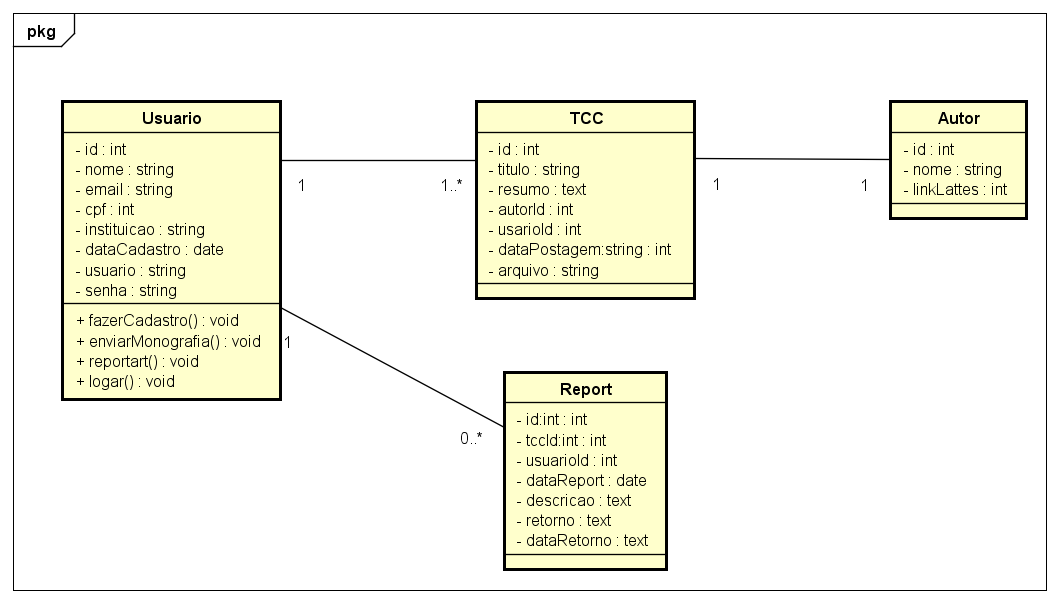 pkg
Usuario
- id : int
- nome : string
- email : string
- cpf : int
- instituicao : string
- dataCadastro : date
- usuario : string
- senha : string
+ fazerCadastro() : void
+ enviarMonografia() : void
+ reportart() : void
+ logar() : void
1
1..*
TCC
- id : int
- titulo : string
- resumo : text
- autorId : int
- usarioId : int
- dataPostagem:string : int
- arquivo : string
1
1
Autor
- id : int
- nome : string
- linkLattes : int
1
0..*
Report
- id:int : int
- tccId:int : int
- usuarioId : int
- dataReport : date
- descricao : text
- retorno : text
- dataRetorno : text